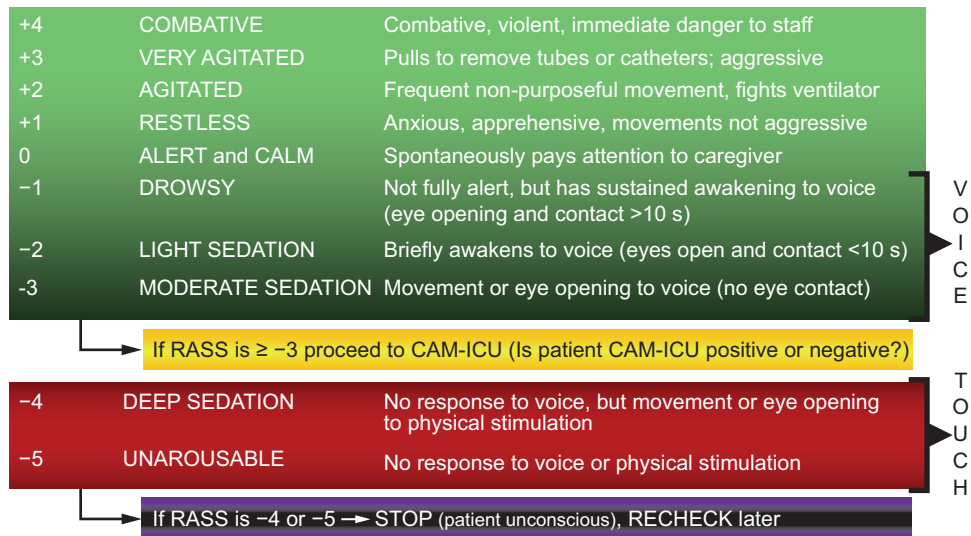 +4 COMBATIVE Combative, violent, immediate danger to staff
+3 VERY AGITATED Pulls to remove tubes or catheters; aggressive
+2 AGITATED Frequent non-purposeful movement, fights ventilator
+1 RESTLESS Anxious, apprehensive, movements not aggressive
0 ALERT and CALM Spontaneously pays attention to caregiver
−1 DROWSY Not fully alert, but has sustained awakening to voice
(eye opening and contact >10 s)
−2 LIGHT SEDATION Briefly awakens to voice (eyes open and contact <10 s)
-3 MODERATE SEDATION Movement or eye opening to voice (no eye contact)
VOICE
If RASS is ≥ −3 proceed to CAM-ICU (Is patient CAM-ICU positive or negative?)
−4 DEEP SEDATION No response to voice, but movement or eye opening
to physical stimulation
−5 UNAROUSABLE No response to voice or physical stimulation
TOUCH
If RASS is −4 or −5 → STOP (patient unconscious), RECHECK later